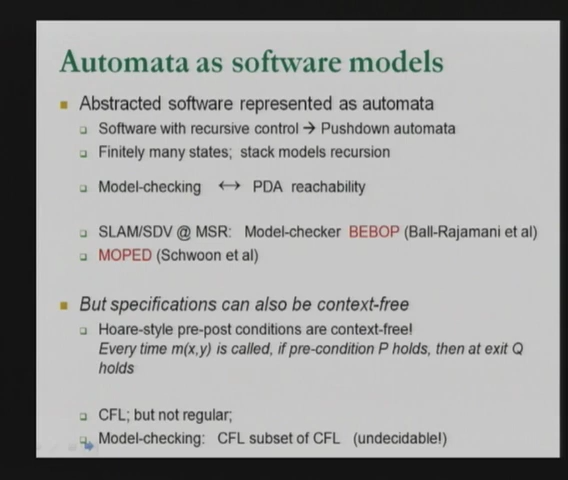 Automata as software models
Abstracted software represented as automata
Software with recursive control → Pushdown automata
Finitely many states; stack models recursion
Model-checking ↔ PDA reachability
SLAM/SDV @ MSR: Model-checker BEBOP (Ball-Rajamani et al)
MOPED (Schwoon et al)
But specifications can also be context-free
Hoare-style pre-post conditions are context-free!
Every time m(x,y) is called, if pre-condition P holds, then at exit Q
holds
CFL; but not regular;
Model-checking: CFL subset of CFL (undecidable!)